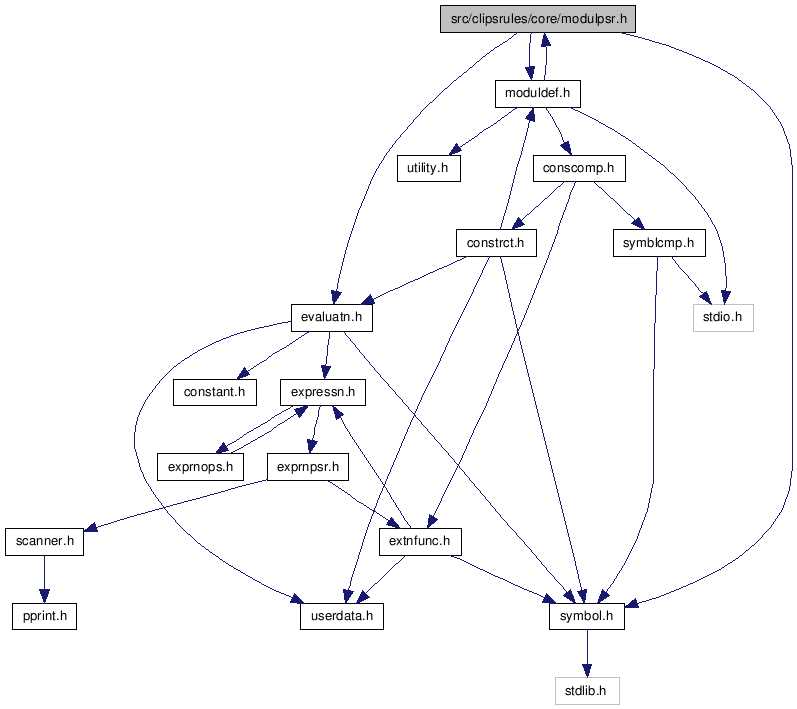 src/clipsrules/core/modulpsr.h
moduldef.h
utility.h
conscomp.h
constrct.h
symblcmp.h
evaluatn.h
stdio.h
constant.h
expressn.h
exprnops.h
exprnpsr.h
scanner.h
extnfunc.h
pprint.h
userdata.h
symbol.h
stdlib.h